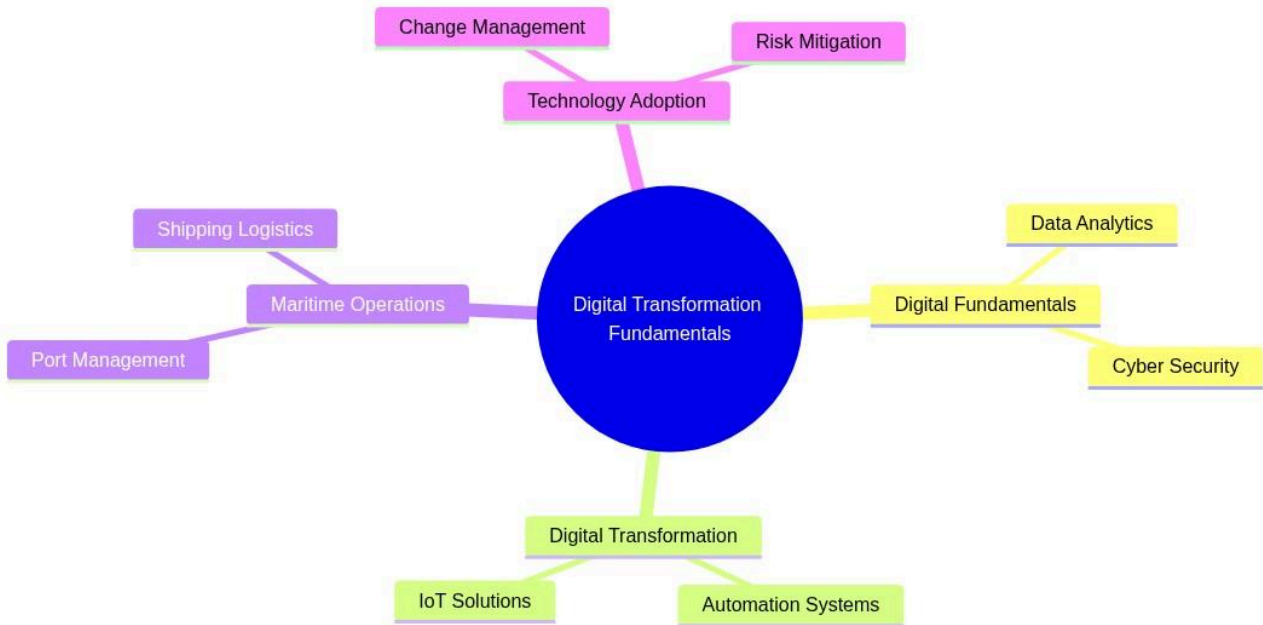 Change Management
Risk Mitigation
Technology Adoption
Shipping Logistics
Data Analytics
Maritime Operations
Digital Transformation
Fundamentals
Digital Fundamentals
Port Management
Cyber Security
Digital Transformation
IoT Solutions
Automation Systems